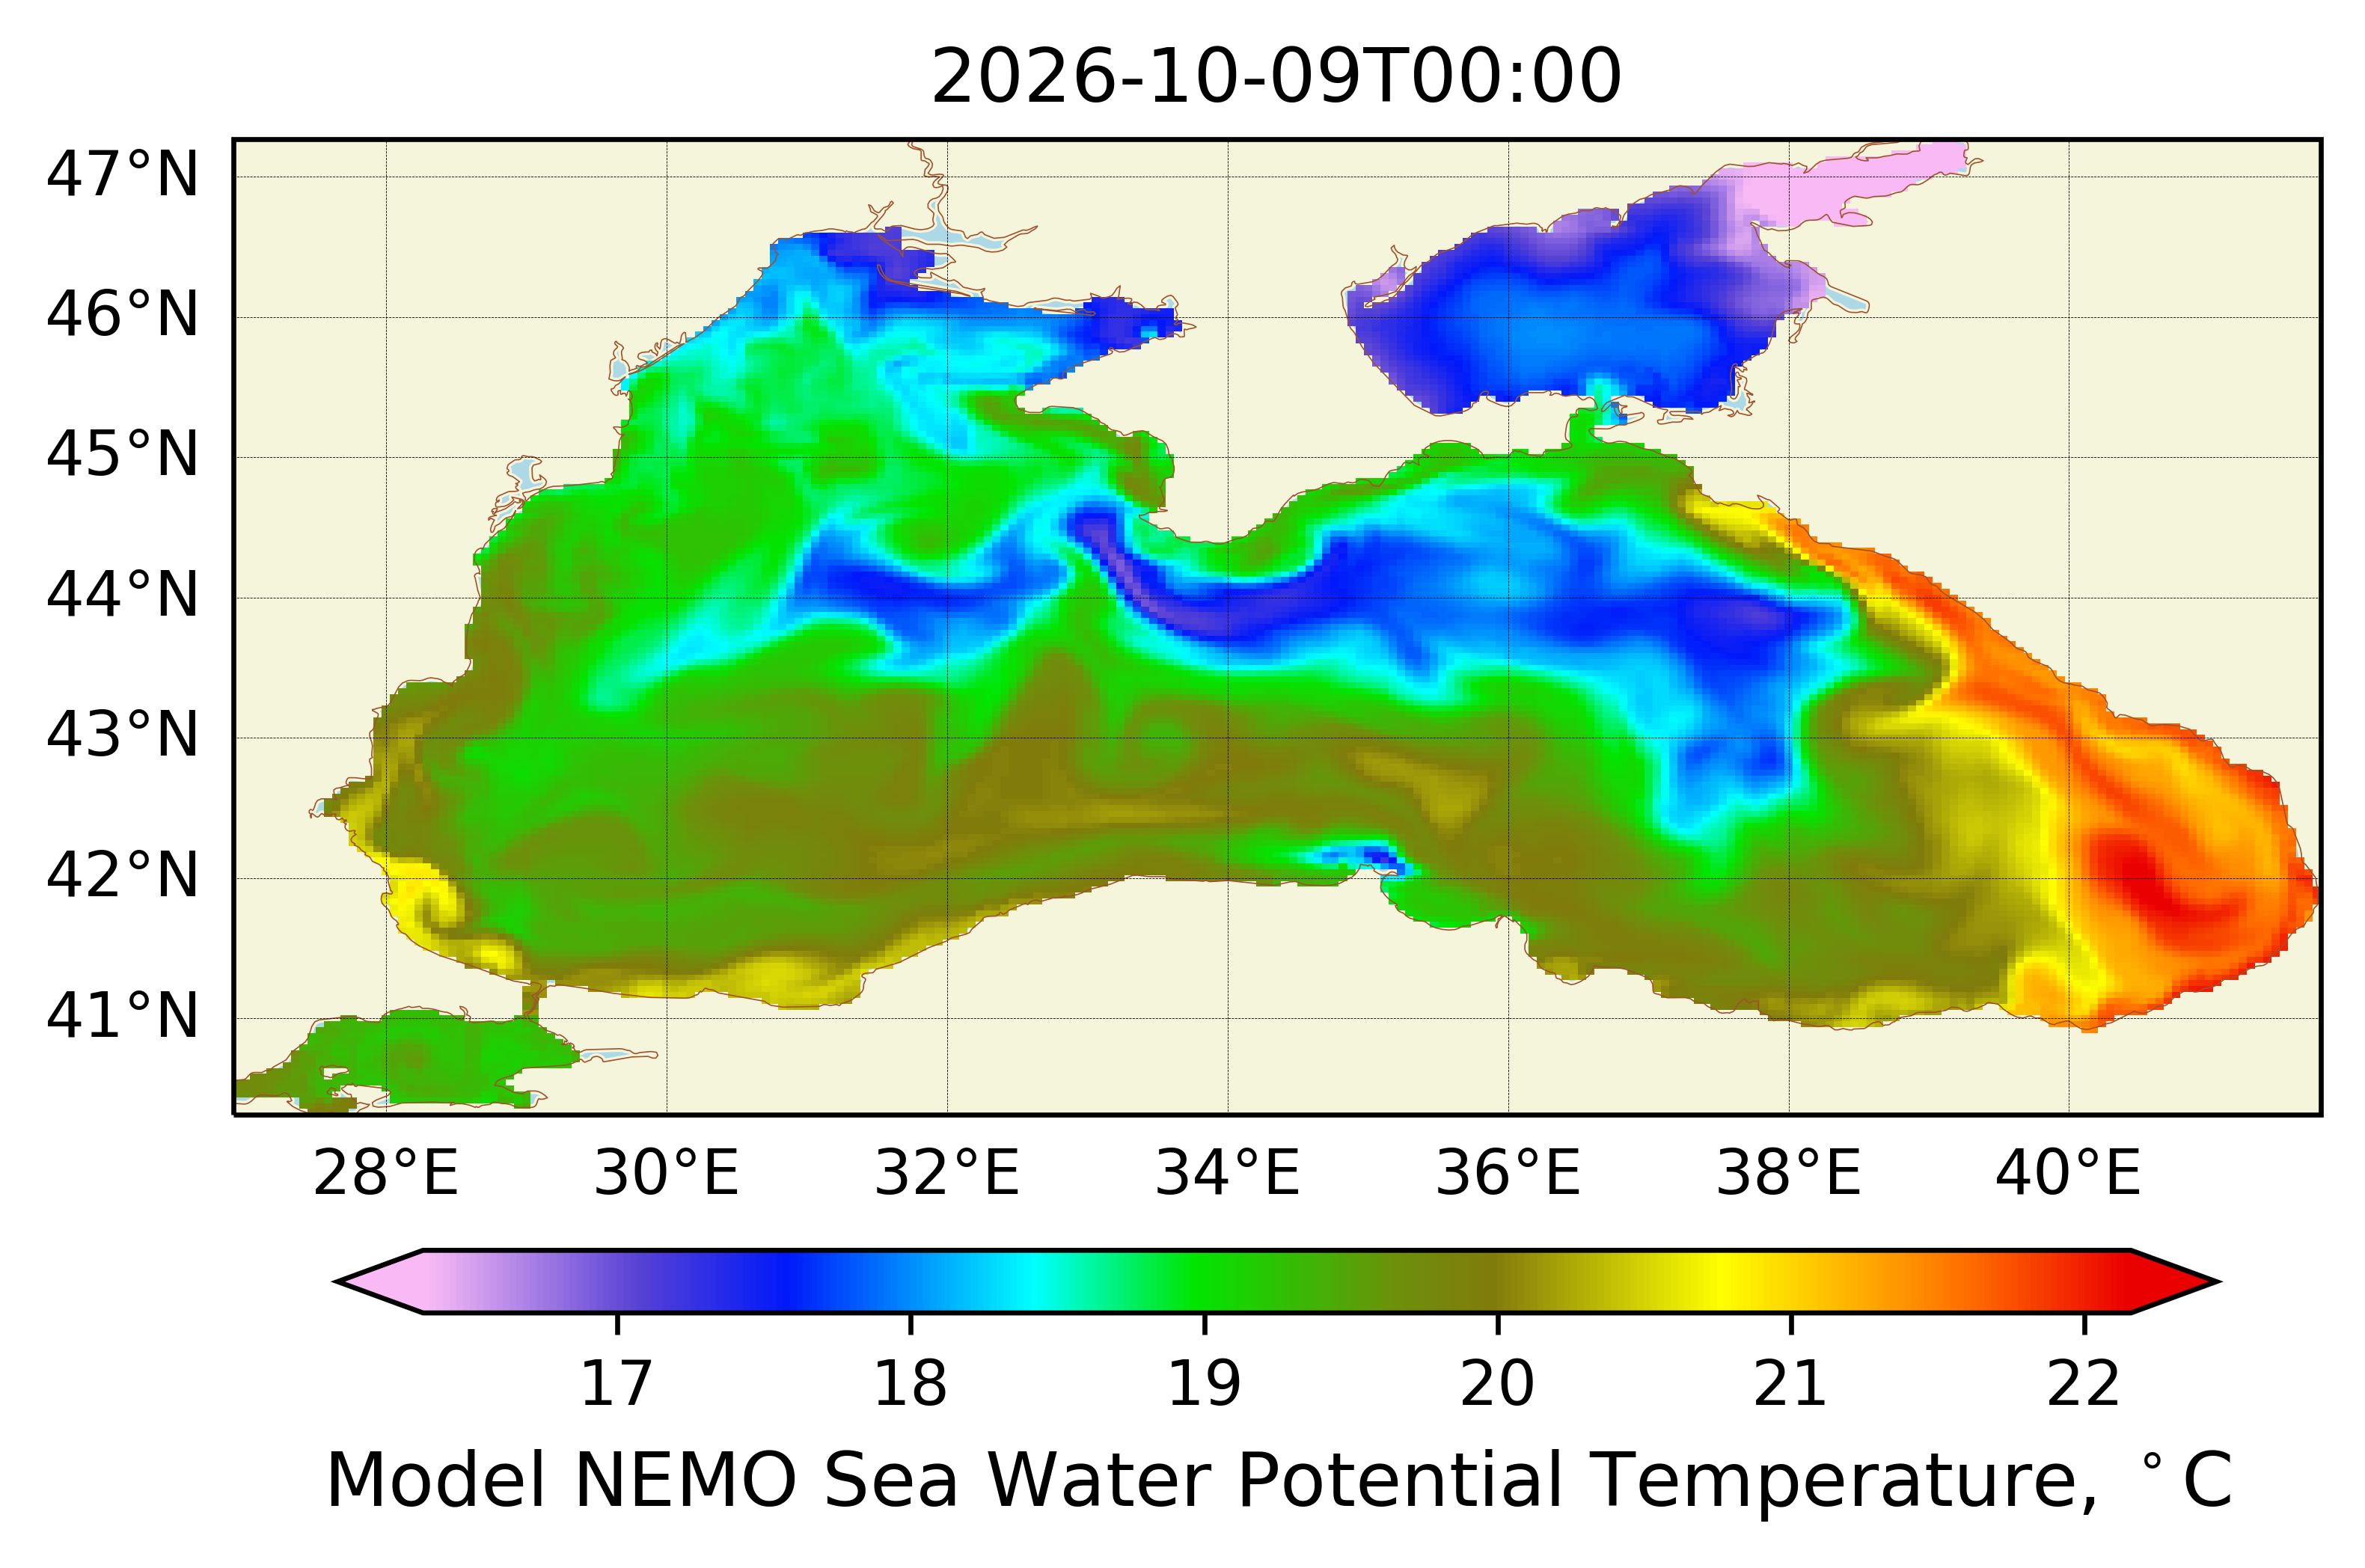 2026-10-09T00:00
47°N
46°N
45°N
44°N
43°N
42°N
41°N
28°E 30°E 32°E 34°E 36°E 38°E 40°E
17 18 19 20 21 22
Model NEMO Sea Water Potential Temperature, °C